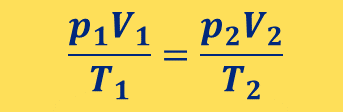 p₁V₁/T₁ = p₂V₂/T₂